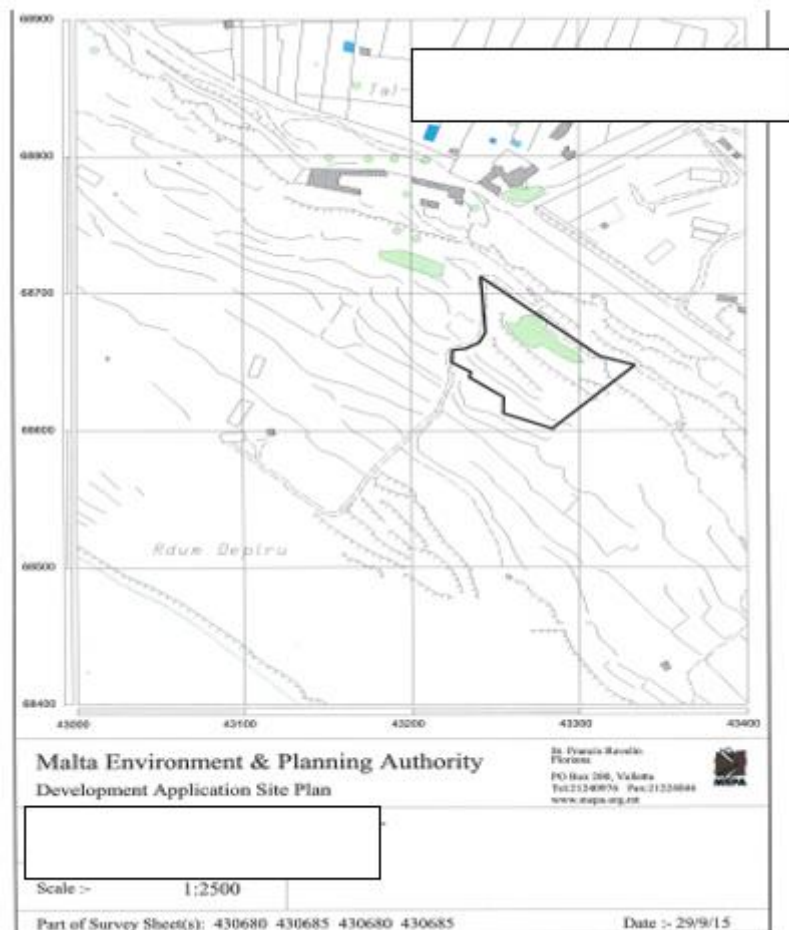 68900
Tal-
68800
68700
68600
Rdum Depiru
68500
68400
43000 43100 43200 43300 43400
Malta Environment & Planning Authority
Development Application Site Plan
St. Francis Ravelin
Floriana
PO Box 200, Valletta
www.mepa.org.mt
MEPA
Scale :- 1:2500
Part of Survey Sheet(s): 430680 430685 430680 430685
Date :- 29/9/15